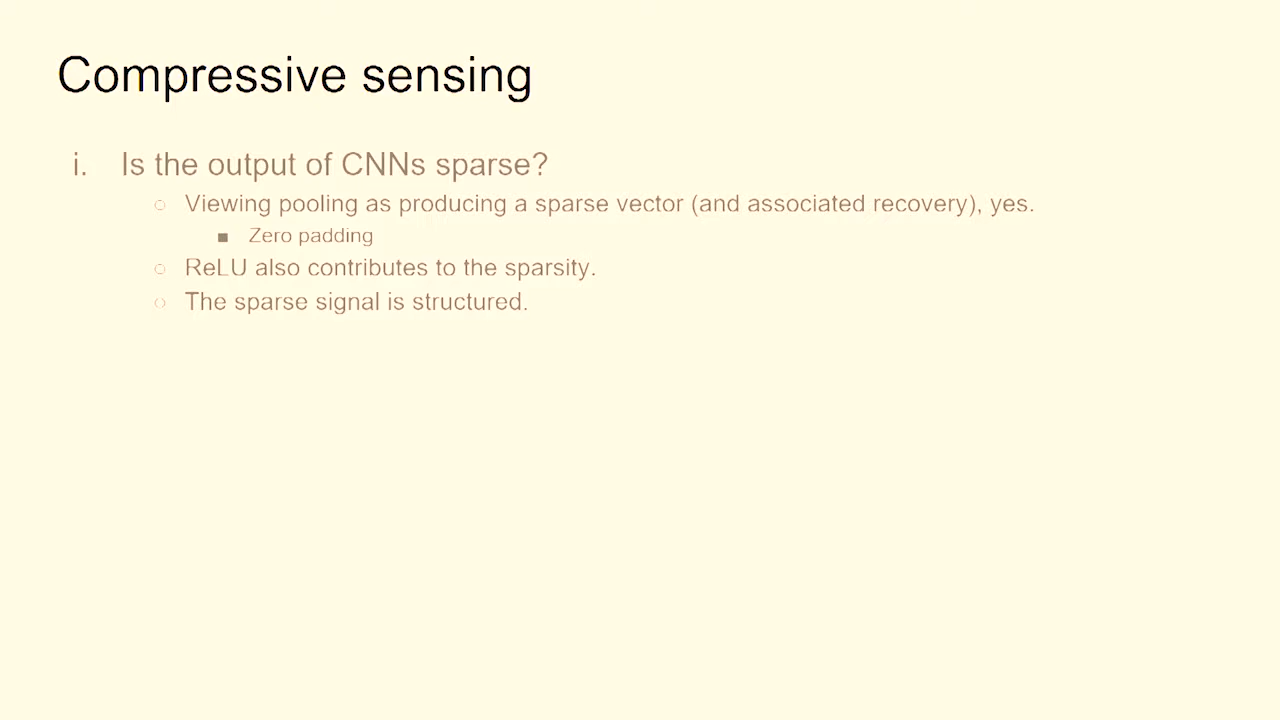 Compressive sensing
i. Is the output of CNNs sparse?
○ Viewing pooling as producing a sparse vector (and associated recovery), yes.
■ Zero padding
○ ReLU also contributes to the sparsity.
○ The sparse signal is structured.